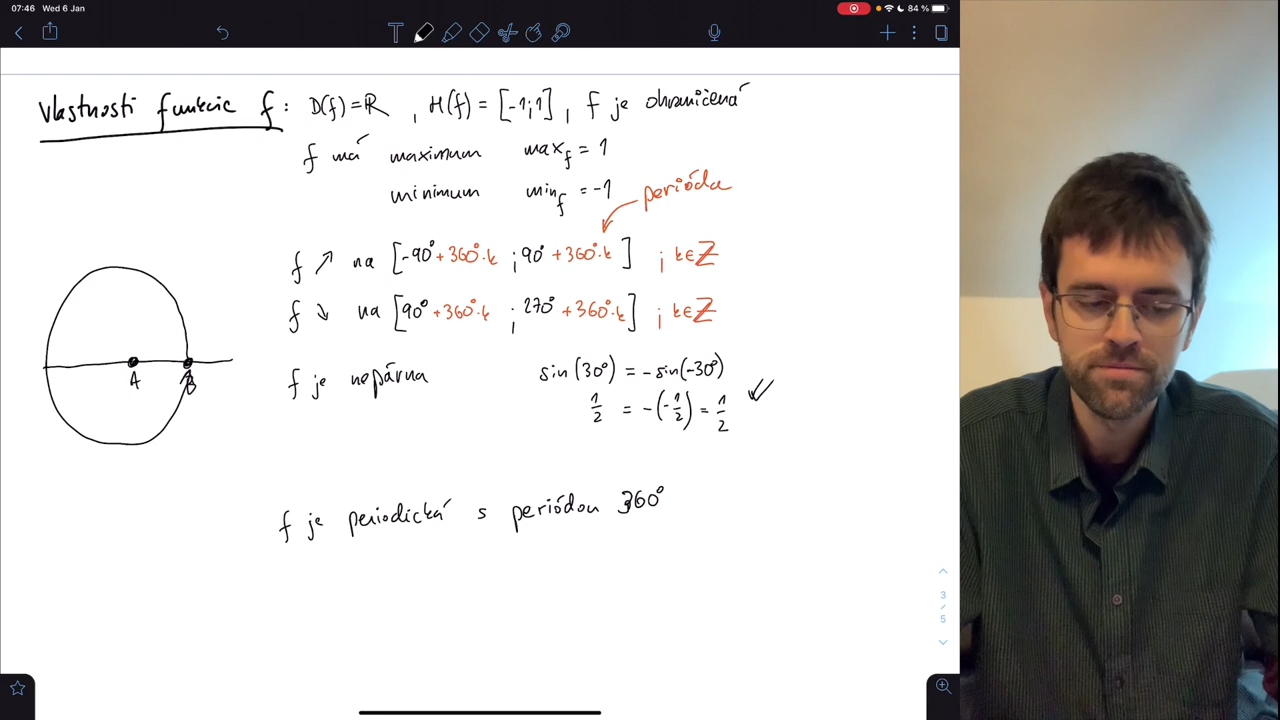 07:46 Wed 6 Jan
84 %
T
Vlastnosti funkcie f: D(f)=ℝ , H(f) = [-1;1] , f je ohraničená
f má maximum max_f = 1
minimum min_f = -1
perióda
f ↗ na [-90°+360°·k ; 90°+360°·k] ; k∈ℤ
f ↘ na [90°+360°·k ; 270°+360°·k] ; k∈ℤ
A B
f je nepárna sin(30°) = -sin(-30°)
1/2 = -(-1/2) = 1/2 ✓
f je periodická s periódou 360°
3
/
5